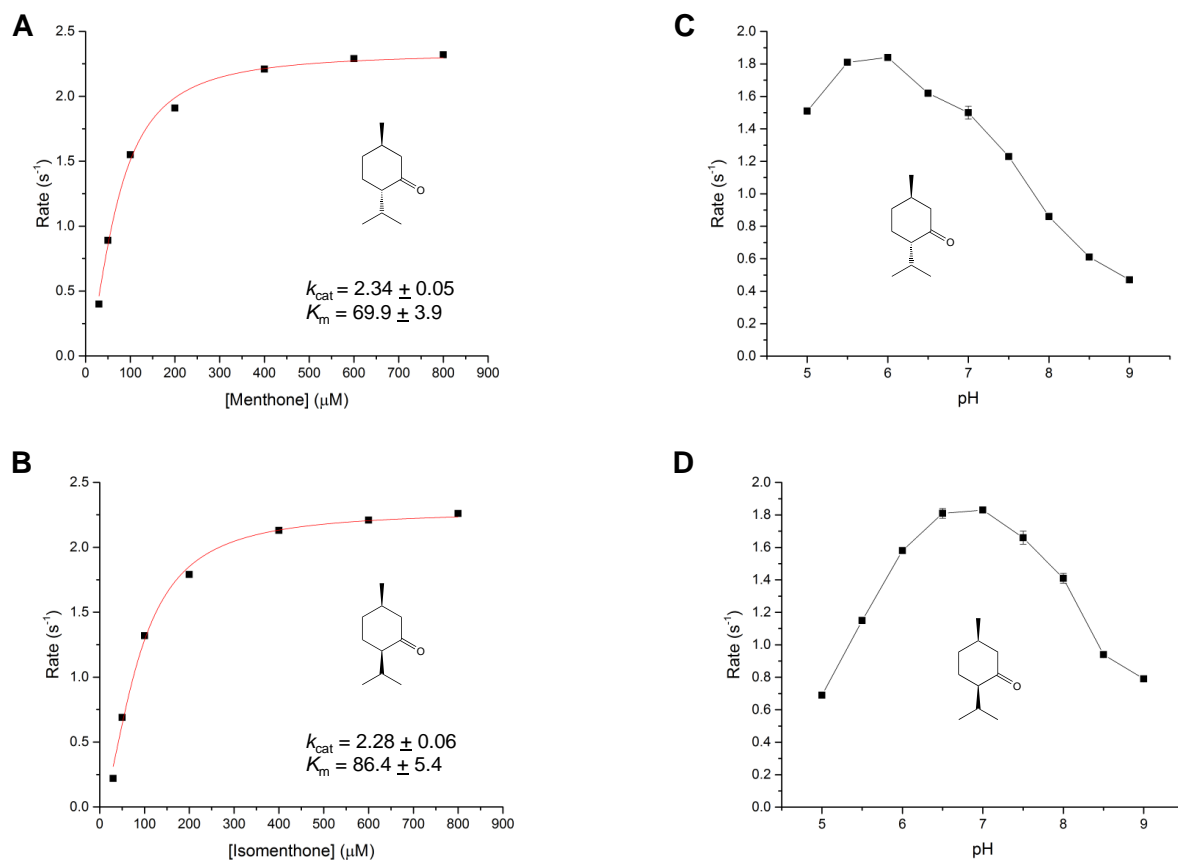 A
2.5
2.0
1.5
1.0
0.5
0.0
Rate (s-1)
O
kcat = 2.34 ± 0.05
Km = 69.9 ± 3.9
0 100 200 300 400 500 600 700 800 900
[Menthone] (μM)
B
2.5
2.0
1.5
1.0
0.5
0.0
Rate (s-1)
O
kcat = 2.28 ± 0.06
Km = 86.4 ± 5.4
0 100 200 300 400 500 600 700 800 900
[Isomenthone] (μM)
C
2.0
1.8
1.6
1.4
1.2
1.0
0.8
0.6
0.4
0.2
0.0
Rate (s-1)
O
5 6 7 8 9
pH
D
2.0
1.8
1.6
1.4
1.2
1.0
0.8
0.6
0.4
0.2
0.0
Rate (s-1)
O
5 6 7 8 9
pH